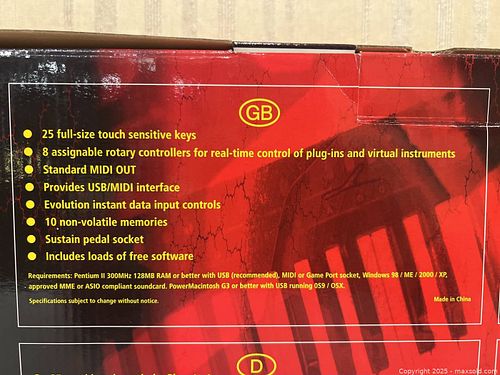 GB
25 full-size touch sensitive keys
8 assignable rotary controllers for real-time control of plug-ins and virtual instruments
Standard MIDI OUT
Provides USB/MIDI interface
Evolution instant data input controls
10 non-volatile memories
Sustain pedal socket
Includes loads of free software
Requirements: Pentium II 300MHz 128MB RAM or better with USB (recommended), MIDI or Game Port socket, Windows 98 / ME / 2000 / XP,
approved MME or ASIO compliant soundcard. PowerMacintosh G3 or better with USB running OS9 / OSX.
Specifications subject to change without notice.
Made in China
D
Copyright 2025 - maxsold.com